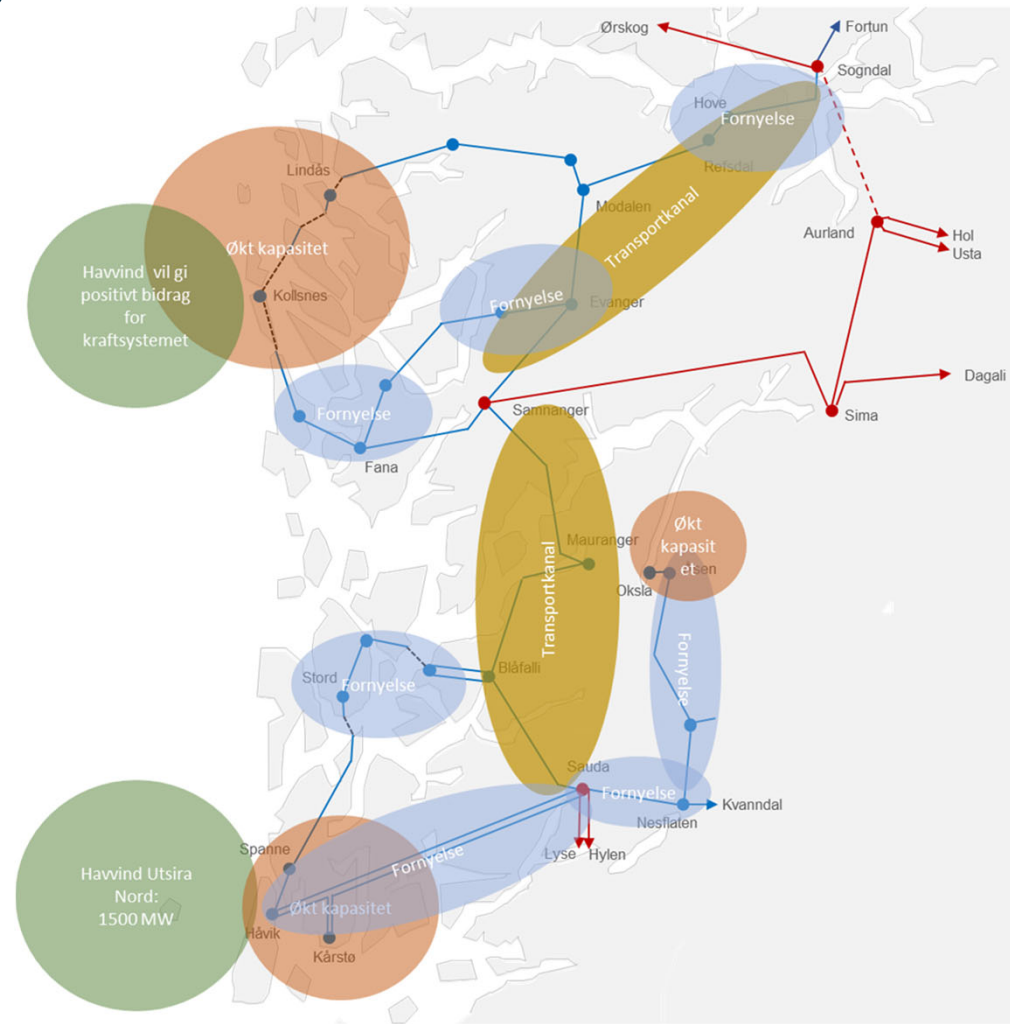 Ørskog
Fortun
Sogndal
Hove
Fornyelse
Refsdal
Lindås
Modalen
Transportkanal
Aurland
Hol
Usta
Økt kapasitet
Havvind vil gi
positivt bidrag
for
kraftsystemet
Kollsnes
Fornyelse
Evanger
Dagali
Sima
Samnanger
Fornyelse
Fana
Økt
kapasit
et
Mauranger
Oksla
Transportkanal
Fornyelse
Blåfalli
Stord
Fornyelse
Sauda
Fornyelse
Kvanndal
Nesflaten
Lyse
Hylen
Spanne
Fornyelse
Havvind Utsira
Nord:
1500 MW
Økt kapasitet
Håvik
Kårstø